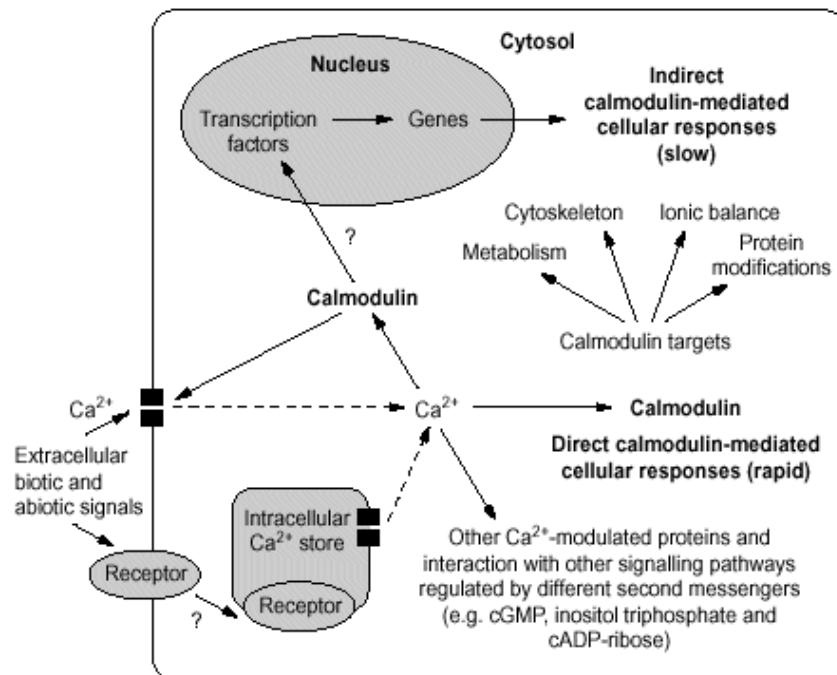 Cytosol
Nucleus
Transcription
factors
Genes
Indirect
calmodulin-mediated
cellular responses
(slow)
?
Cytoskeleton
Ionic balance
Metabolism
Protein
modifications
Calmodulin targets
Calmodulin
Ca²⁺
Ca²⁺
Calmodulin
Direct calmodulin-mediated
cellular responses (rapid)
Extracellular
biotic and
abiotic signals
Receptor
?
Intracellular
Ca²⁺ store
Receptor
Other Ca²⁺-modulated proteins and
interaction with other signalling pathways
regulated by different second messengers
(e.g. cGMP, inositol triphosphate and
cADP-ribose)